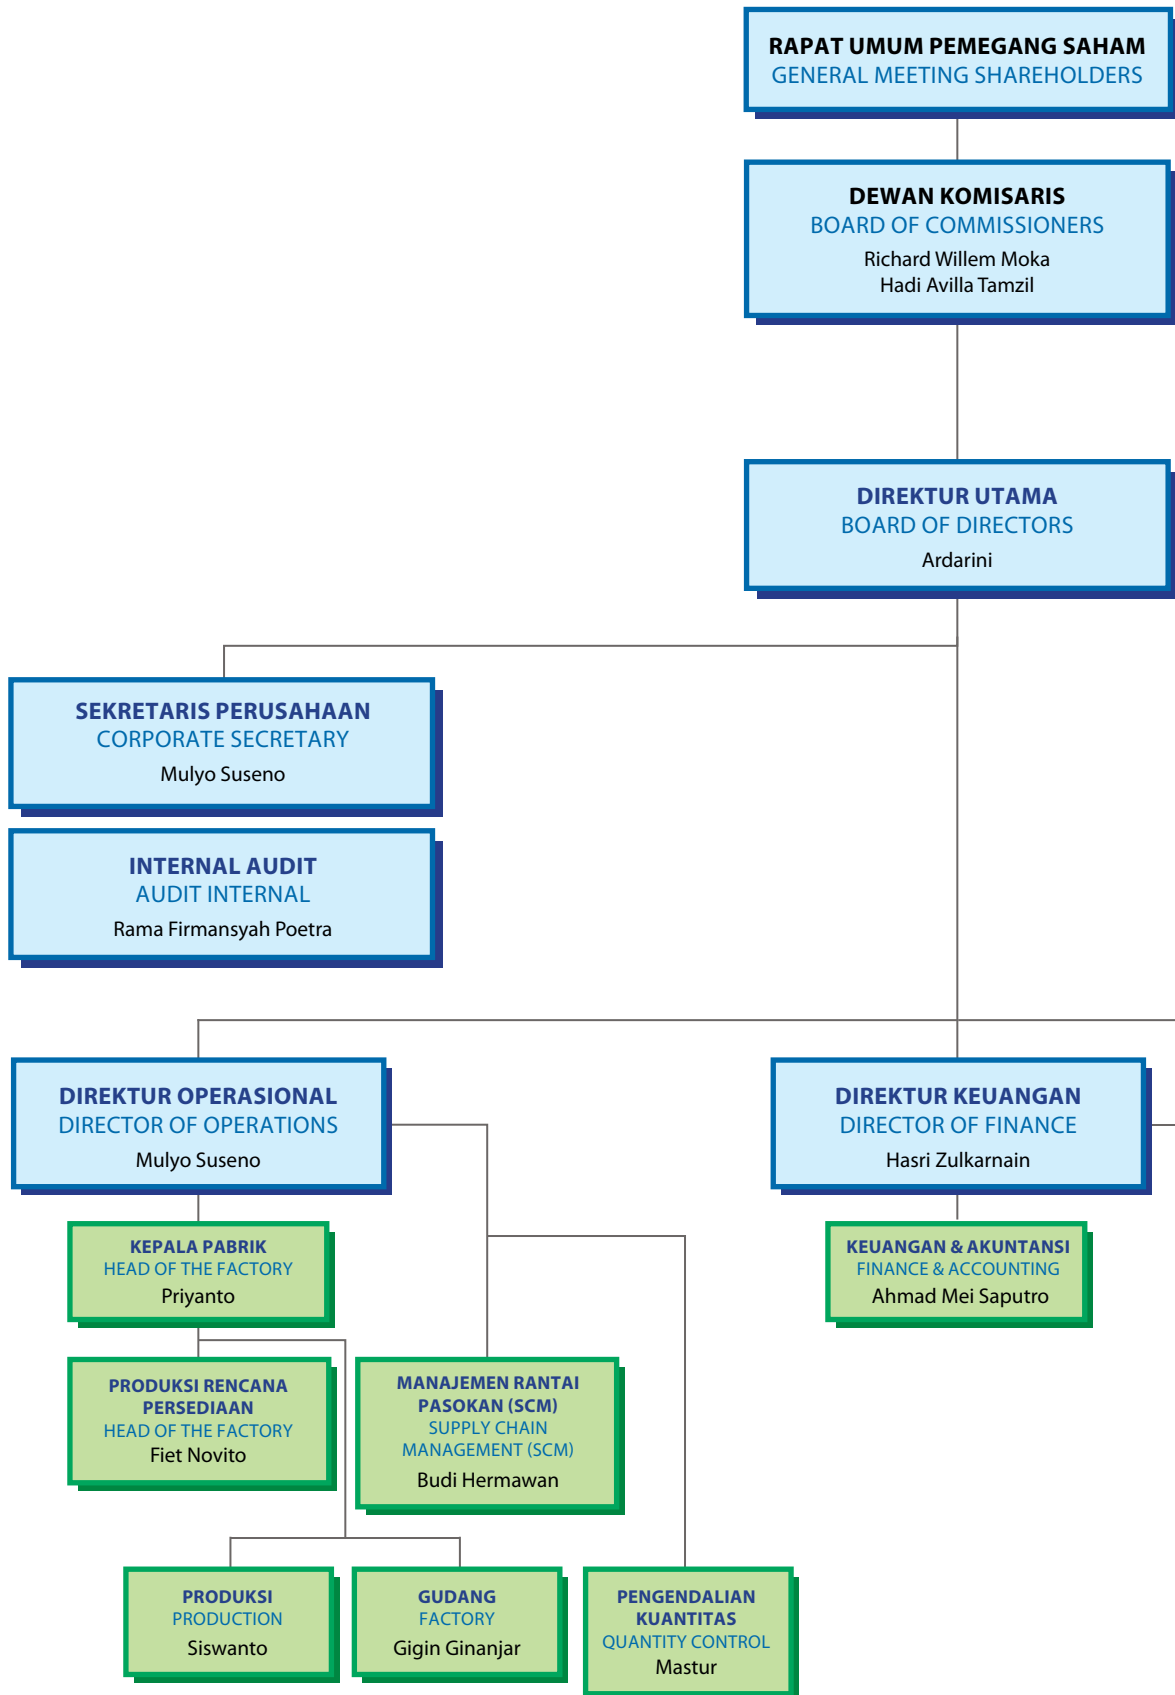 RAPAT UMUM PEMEGANG SAHAM
GENERAL MEETING SHAREHOLDERS
DEWAN KOMISARIS
BOARD OF COMMISSIONERS
Richard Willem Moka
Hadi Avilla Tamzil
DIREKTUR UTAMA
BOARD OF DIRECTORS
Ardarini
SEKRETARIS PERUSAHAAN
CORPORATE SECRETARY
Mulyo Suseno
INTERNAL AUDIT
AUDIT INTERNAL
Rama Firmansyah Poetra
DIREKTUR OPERASIONAL
DIRECTOR OF OPERATIONS
Mulyo Suseno
DIREKTUR KEUANGAN
DIRECTOR OF FINANCE
Hasri Zulkarnain
KEPALA PABRIK
HEAD OF THE FACTORY
Priyanto
KEUANGAN & AKUNTANSI
FINANCE & ACCOUNTING
Ahmad Mei Saputro
PRODUKSI RENCANA
PERSEDIAAN
HEAD OF THE FACTORY
Fiet Novito
MANAJEMEN RANTAI
PASOKAN (SCM)
SUPPLY CHAIN
MANAGEMENT (SCM)
Budi Hermawan
PRODUKSI
PRODUCTION
Siswanto
GUDANG
FACTORY
Gigin Ginanjar
PENGENDALIAN
KUANTITAS
QUANTITY CONTROL
Mastur